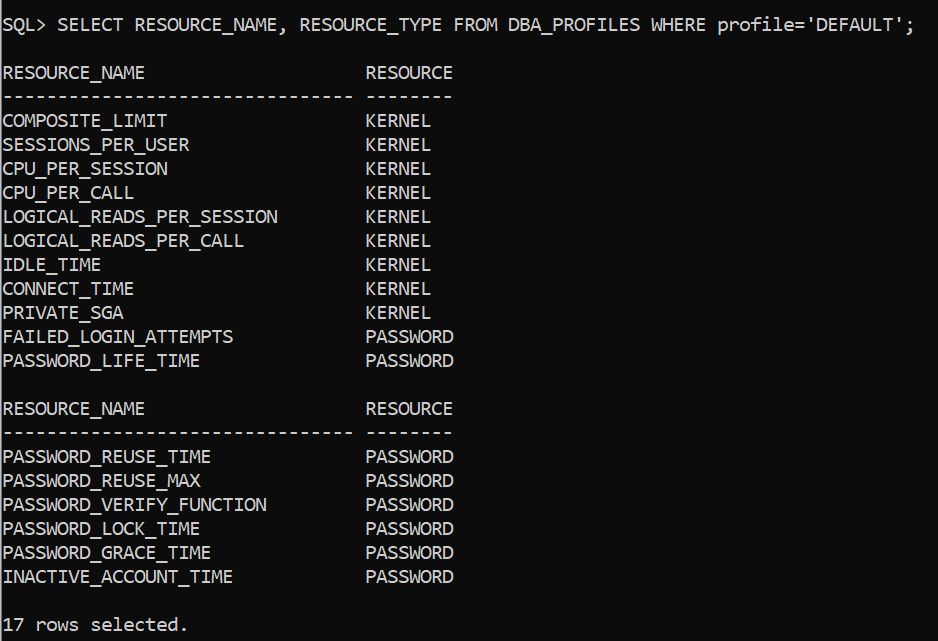 SQL> SELECT RESOURCE_NAME, RESOURCE_TYPE FROM DBA_PROFILES WHERE profile='DEFAULT';
RESOURCE_NAME                    RESOURCE
-------------------------------- --------
COMPOSITE_LIMIT                  KERNEL
SESSIONS_PER_USER                KERNEL
CPU_PER_SESSION                  KERNEL
CPU_PER_CALL                     KERNEL
LOGICAL_READS_PER_SESSION        KERNEL
LOGICAL_READS_PER_CALL           KERNEL
IDLE_TIME                        KERNEL
CONNECT_TIME                     KERNEL
PRIVATE_SGA                      KERNEL
FAILED_LOGIN_ATTEMPTS            PASSWORD
PASSWORD_LIFE_TIME               PASSWORD
RESOURCE_NAME                    RESOURCE
-------------------------------- --------
PASSWORD_REUSE_TIME              PASSWORD
PASSWORD_REUSE_MAX               PASSWORD
PASSWORD_VERIFY_FUNCTION         PASSWORD
PASSWORD_LOCK_TIME               PASSWORD
PASSWORD_GRACE_TIME              PASSWORD
INACTIVE_ACCOUNT_TIME            PASSWORD
17 rows selected.